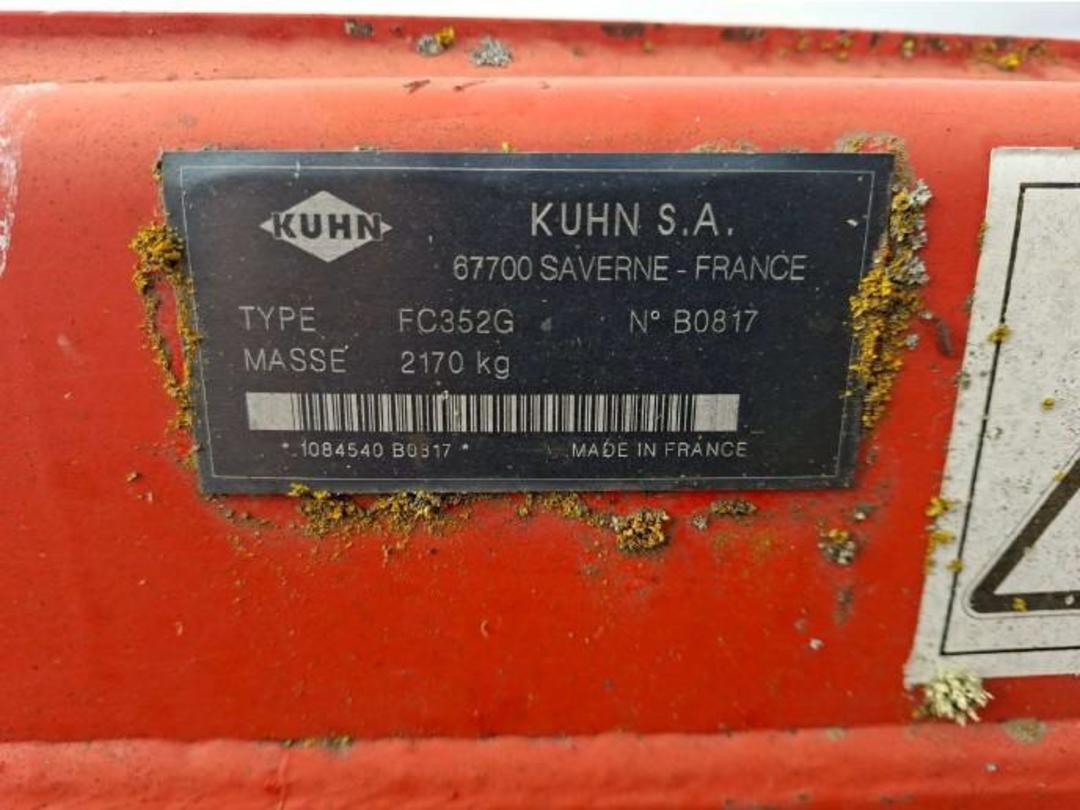 KUHN
KUHN S.A.
67700 SAVERNE - FRANCE
TYPE FC352G N° B0817
MASSE 2170 kg
* 1084540 B0817 * MADE IN FRANCE